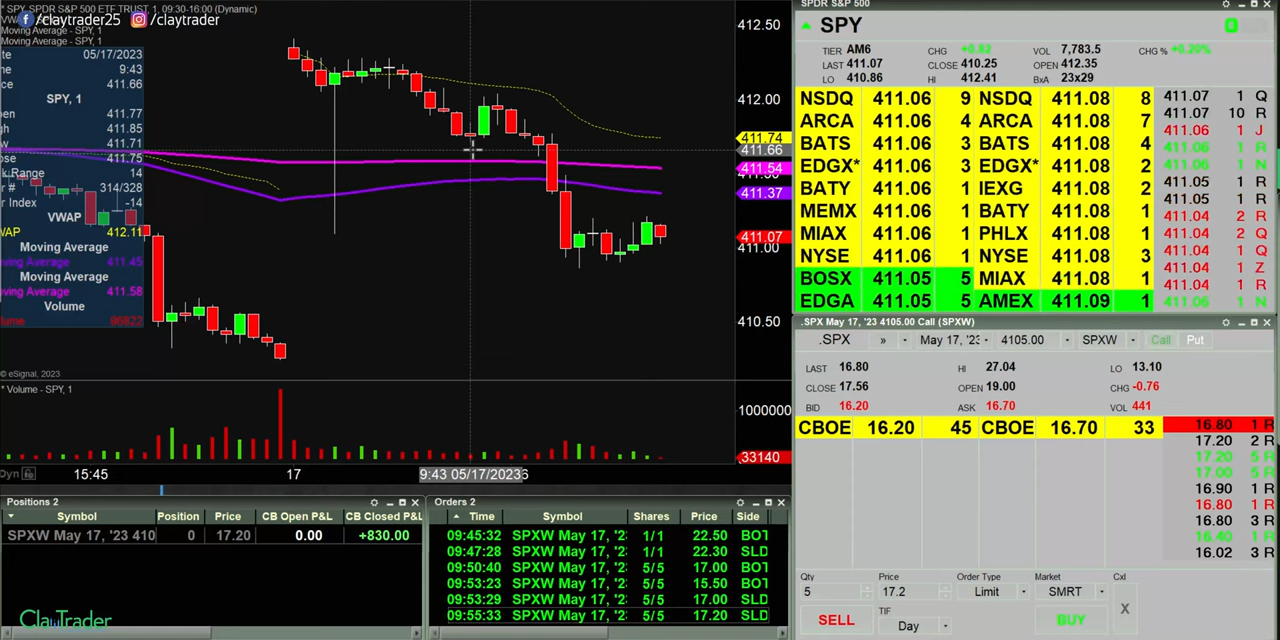 * SPY, SPDR S&P 500 ETF TRUST, 1, 09:30-16:00 (Dynamic)
/claytrader25 /claytrader
Moving Average - SPY, 1
Moving Average - SPY, 1
05/17/2023
9:43
411.66
SPY, 1
411.77
411.85
411.71
411.75
Range 14
314/328
Index -14
VWAP
412.11
Moving Average
411.45
Moving Average
411.58
Volume
96822
© eSignal, 2023
412.50
412.00
411.74
411.66
411.54
411.50
411.37
411.07
411.00
410.50
* Volume - SPY, 1
1000000
33140
Dyn 15:45 17 9:43 05/17/2023
SPDR S&P 500
SPY
TIER AM6 CHG +0.82 VOL 7,783.5 CHG % +0.20%
LAST 411.07 CLOSE 410.25 OPEN 412.35
LO 410.86 HI 412.41 BxA 23x29
NSDQ 411.06 9 NSDQ 411.08 8
ARCA 411.06 4 ARCA 411.08 7
BATS 411.06 3 BATS 411.08 4
EDGX* 411.06 3 EDGX* 411.08 2
BATY 411.06 1 IEXG 411.08 2
MEMX 411.06 1 BATY 411.08 1
MIAX 411.06 1 PHLX 411.08 1
NYSE 411.06 1 NYSE 411.08 3
BOSX 411.05 5 MIAX 411.08 1
EDGA 411.05 5 AMEX 411.09 1
411.07 1 Q
411.07 10 R
411.06 1 J
411.06 1 R
411.06 1 N
411.05 1 R
411.05 1 R
411.04 2 R
411.04 2 Q
411.04 1 Q
411.04 1 Z
411.04 1 R
411.06 1 N
.SPX May 17, '23 4105.00 Call (SPXW)
.SPX » May 17, '23 4105.00 SPXW Call Put
LAST 16.80 HI 27.04 LO 13.10
CLOSE 17.56 OPEN 19.00 CHG -0.76
BID 16.20 ASK 16.70 VOL 441
CBOE 16.20 45 CBOE 16.70 33
16.80 1 R
17.20 2 R
17.20 5 R
17.00 5 R
16.90 1 R
16.80 1 R
16.80 3 R
16.40 1 R
16.02 3 R
Qty Price Order Type Market Cxl
5 17.2 Limit SMRT X
SELL TIF Day BUY
Positions 2
Symbol Position Price CB Open P&L CB Closed P&L
SPXW May 17, '23 410 0 17.20 0.00 +830.00
ClayTrader
Orders 2
Time Symbol Shares Price Side
09:45:32 SPXW May 17, '2 1/1 22.50 BOT
09:47:28 SPXW May 17, '2 1/1 22.30 SLD
09:50:40 SPXW May 17, '2 5/5 17.00 BOT
09:53:23 SPXW May 17, '2 5/5 15.50 BOT
09:53:29 SPXW May 17, '2 5/5 17.00 SLD
09:55:33 SPXW May 17, '2 5/5 17.20 SLD